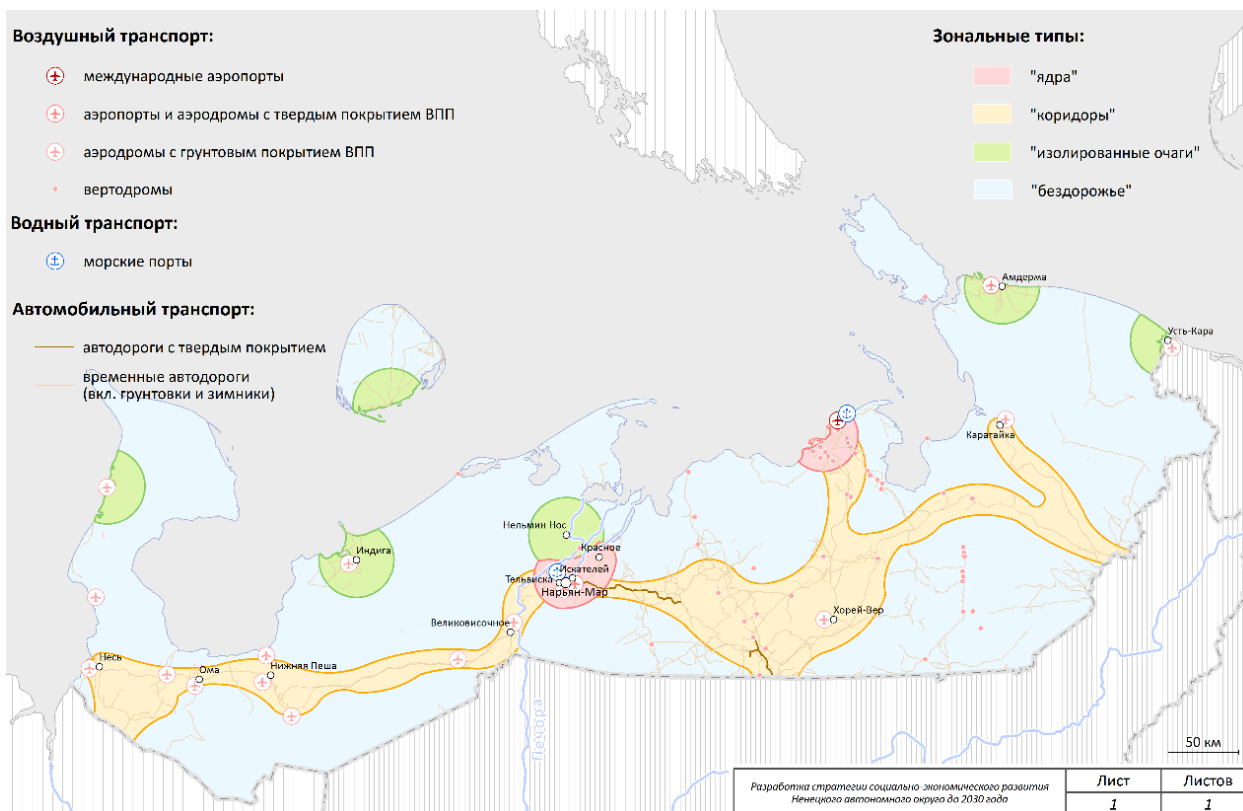 Воздушный транспорт:
международные аэропорты
аэропорты и аэродромы с твердым покрытием ВПП
аэродромы с грунтовым покрытием ВПП
вертодромы
Водный транспорт:
морские порты
Автомобильный транспорт:
автодороги с твердым покрытием
временные автодороги
(вкл. грунтовки и зимники)
Зональные типы:
"ядра"
"коридоры"
"изолированные очаги"
"бездорожье"
Амдерма
Усть-Кара
Каратайка
Нельмин Нос
Красное
Индига
Искателей
Тельвиска
Нарьян-Мар
Великовисочное
Хорей-Вер
Несь
Ома
Нижняя Пеша
Печора
50 км
Разработка стратегии социально-экономического развития
Ненецкого автономного округа до 2030 года
Лист
Листов
1
1